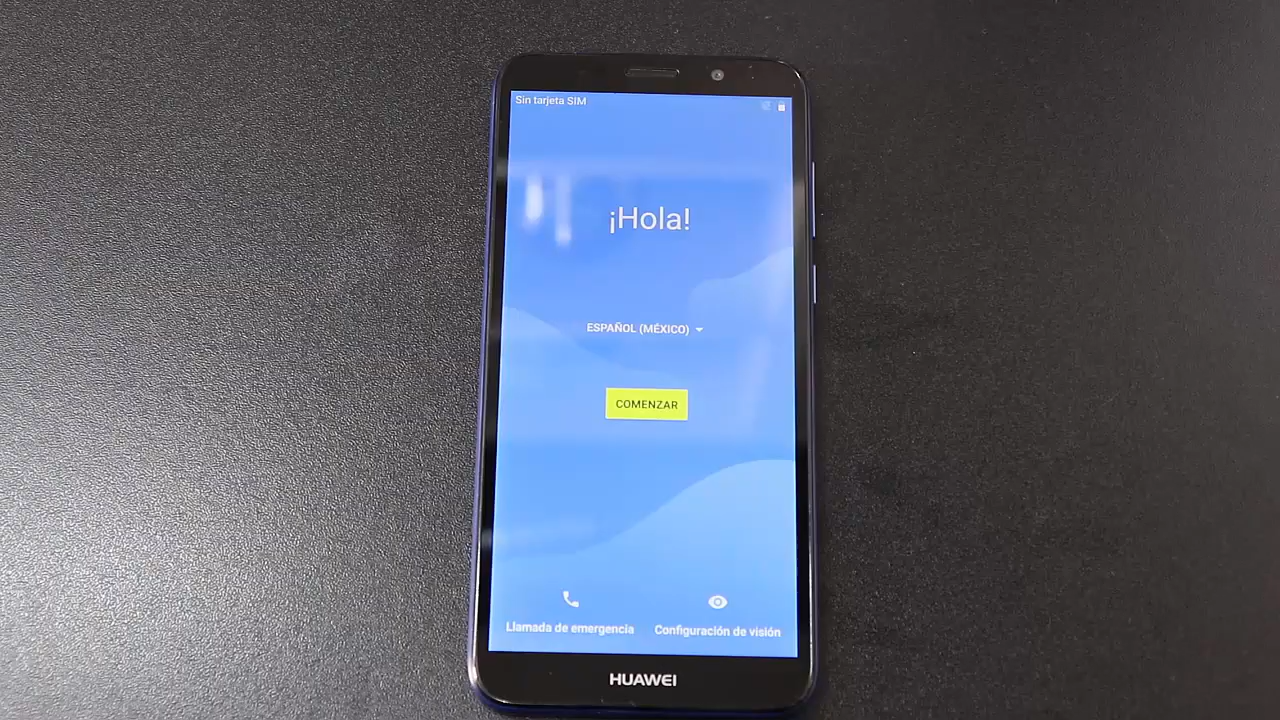 Sin tarjeta SIM
¡Hola!
ESPAÑOL (MÉXICO)
COMENZAR
Llamada de emergencia
Configuración de visión
HUAWEI